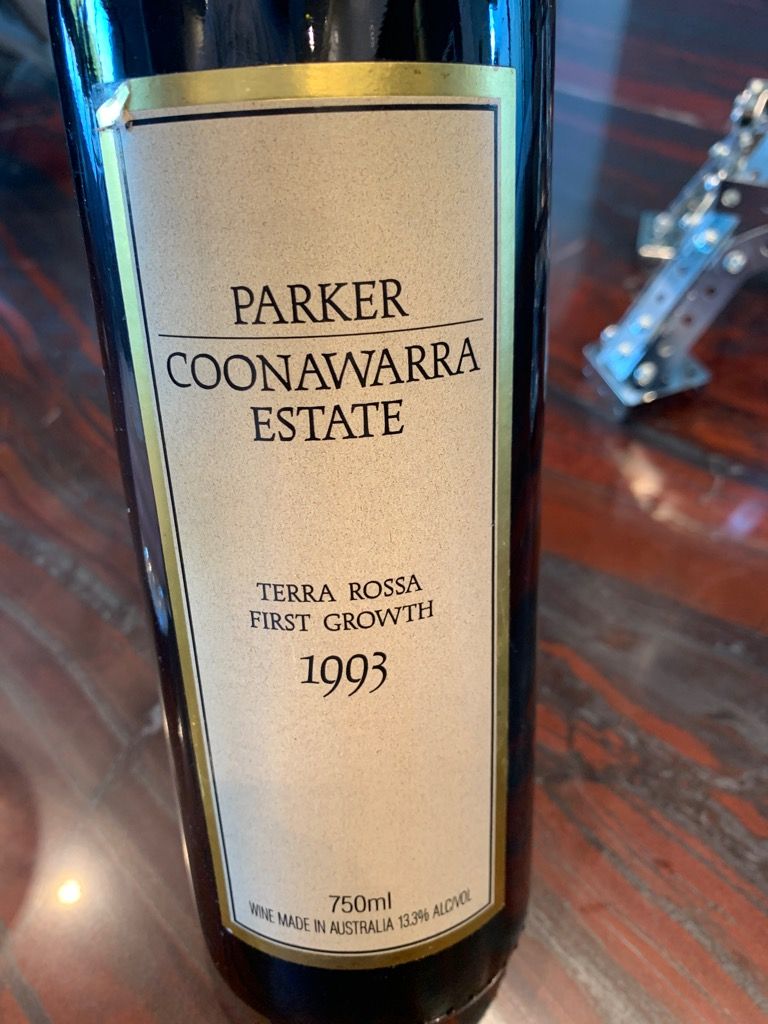 PARKER
COONAWARRA
ESTATE
TERRA ROSSA
FIRST GROWTH
1993
750ml
WINE MADE IN AUSTRALIA 13.3% ALC/VOL